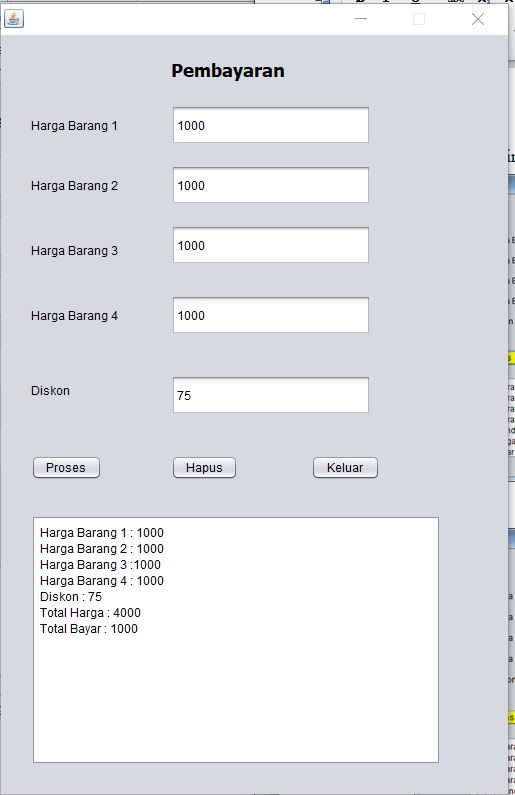 Pembayaran
Harga Barang 1 1000
Harga Barang 2 1000
Harga Barang 3 1000
Harga Barang 4 1000
Diskon 75
Proses Hapus Keluar
Harga Barang 1 : 1000
Harga Barang 2 : 1000
Harga Barang 3 :1000
Harga Barang 4 : 1000
Diskon : 75
Total Harga : 4000
Total Bayar : 1000